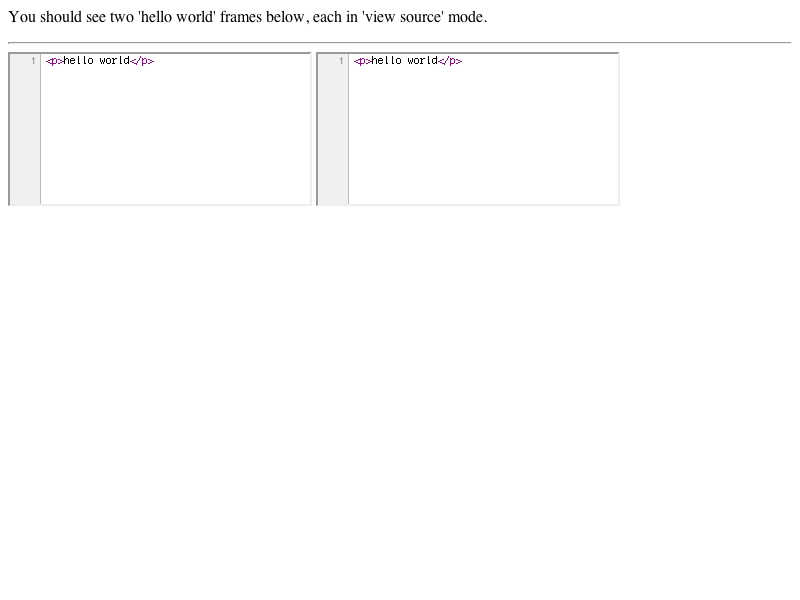 You should see two 'hello world' frames below, each in 'view source' mode.
1 <p>hello world</p>
1 <p>hello world</p>